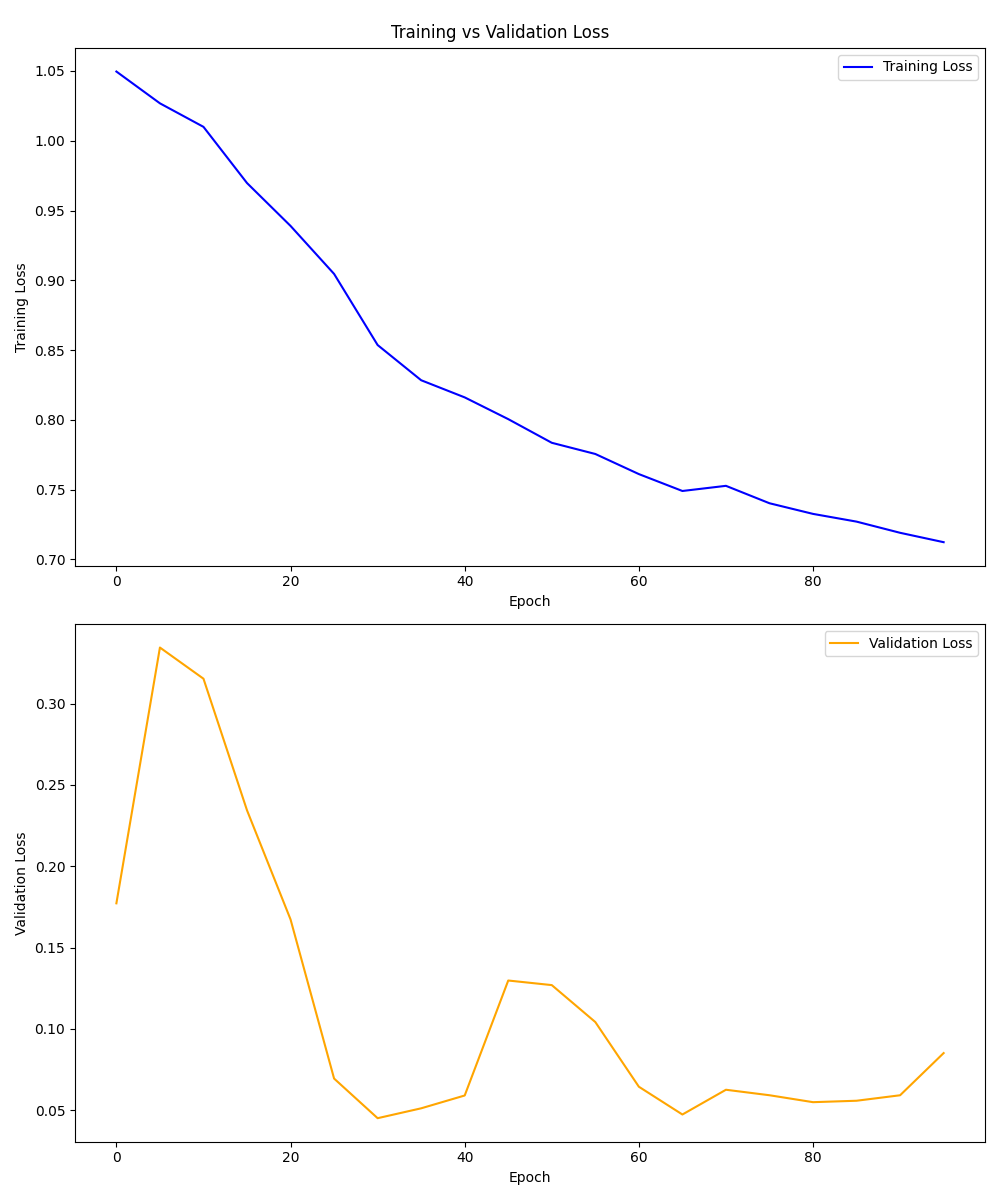 Training vs Validation Loss
Training Loss
1.05
1.00
0.95
0.90
0.85
0.80
0.75
0.70
Training Loss
0 20 40 60 80
Epoch
Validation Loss
0.30
0.25
0.20
0.15
0.10
0.05
Validation Loss
0 20 40 60 80
Epoch